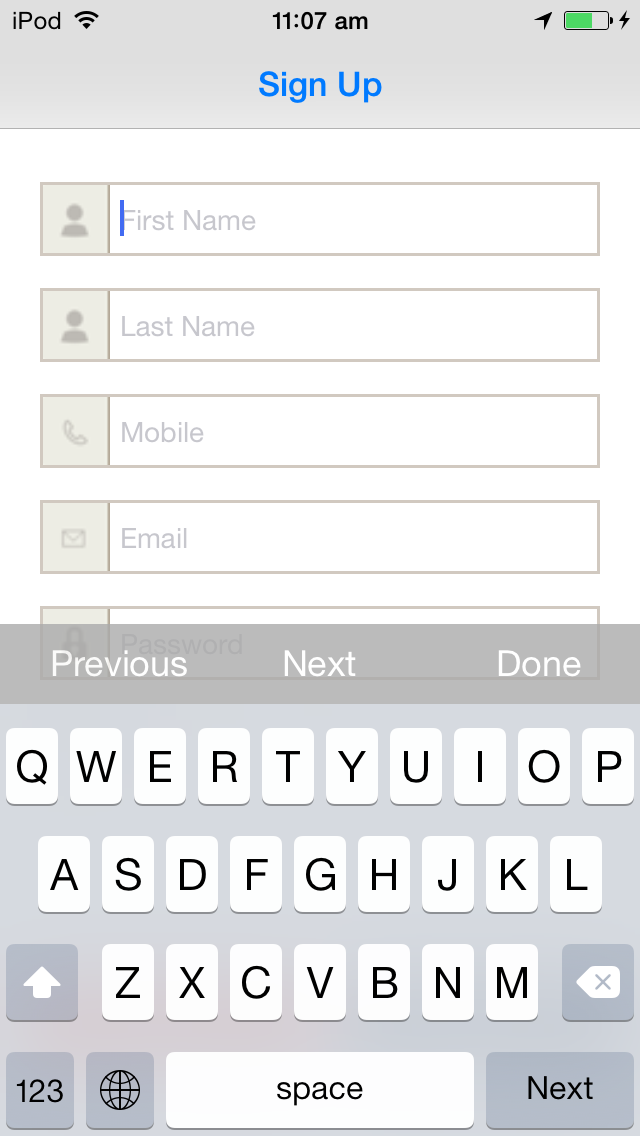 iPod 11:07 am
Sign Up
First Name
Last Name
Mobile
Email
Password
Previous Next Done
Q W E R T Y U I O P
A S D F G H J K L
Z X C V B N M
123 space Next